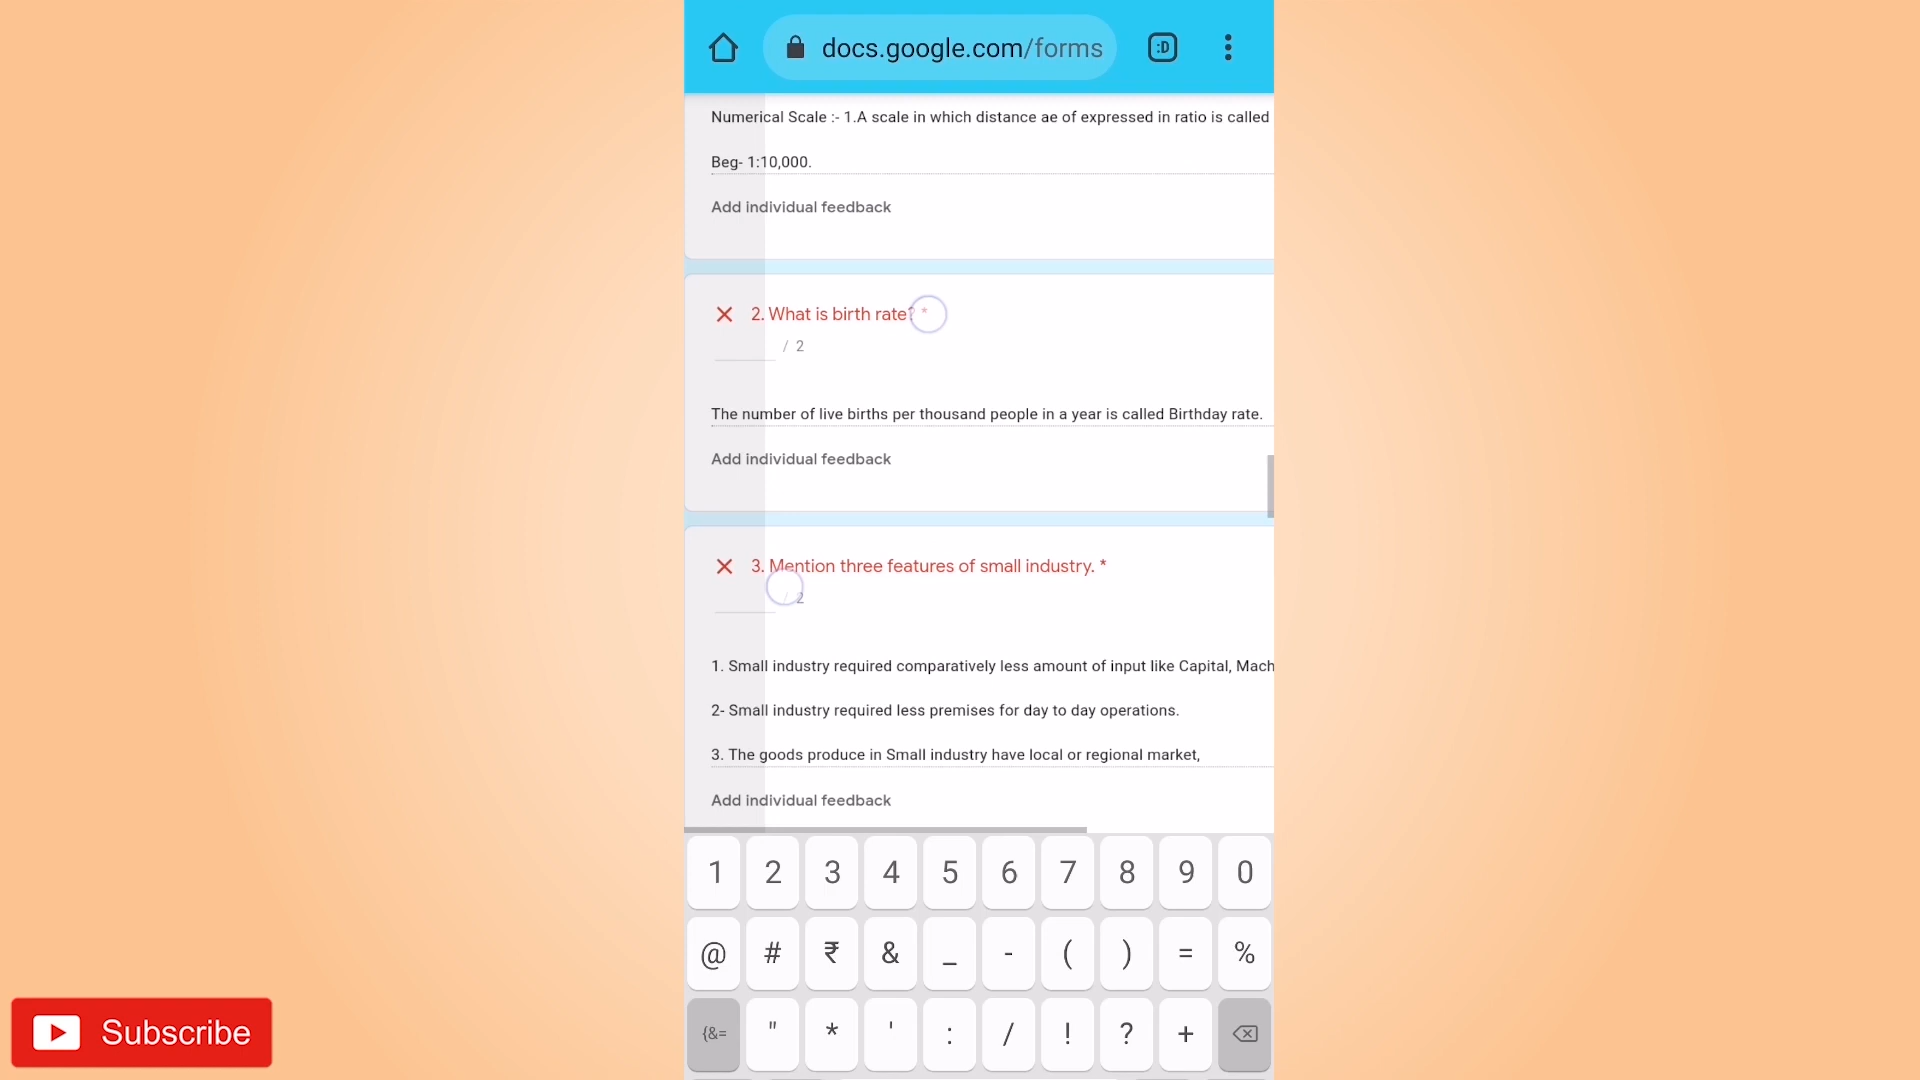 docs.google.com/forms
:D
Numerical Scale :- 1.A scale in which distance ae of expressed in ratio is called
Beg- 1:10,000.
Add individual feedback
2. What is birth rate? *
/ 2
The number of live births per thousand people in a year is called Birthday rate.
Add individual feedback
3. Mention three features of small industry. *
/ 2
1. Small industry required comparatively less amount of input like Capital, Mach
2- Small industry required less premises for day to day operations.
3. The goods produce in Small industry have local or regional market,
Add individual feedback
1 2 3 4 5 6 7 8 9 0
@ # ₹ & _ - ( ) = %
{&= " * ' : / ! ? +
Subscribe